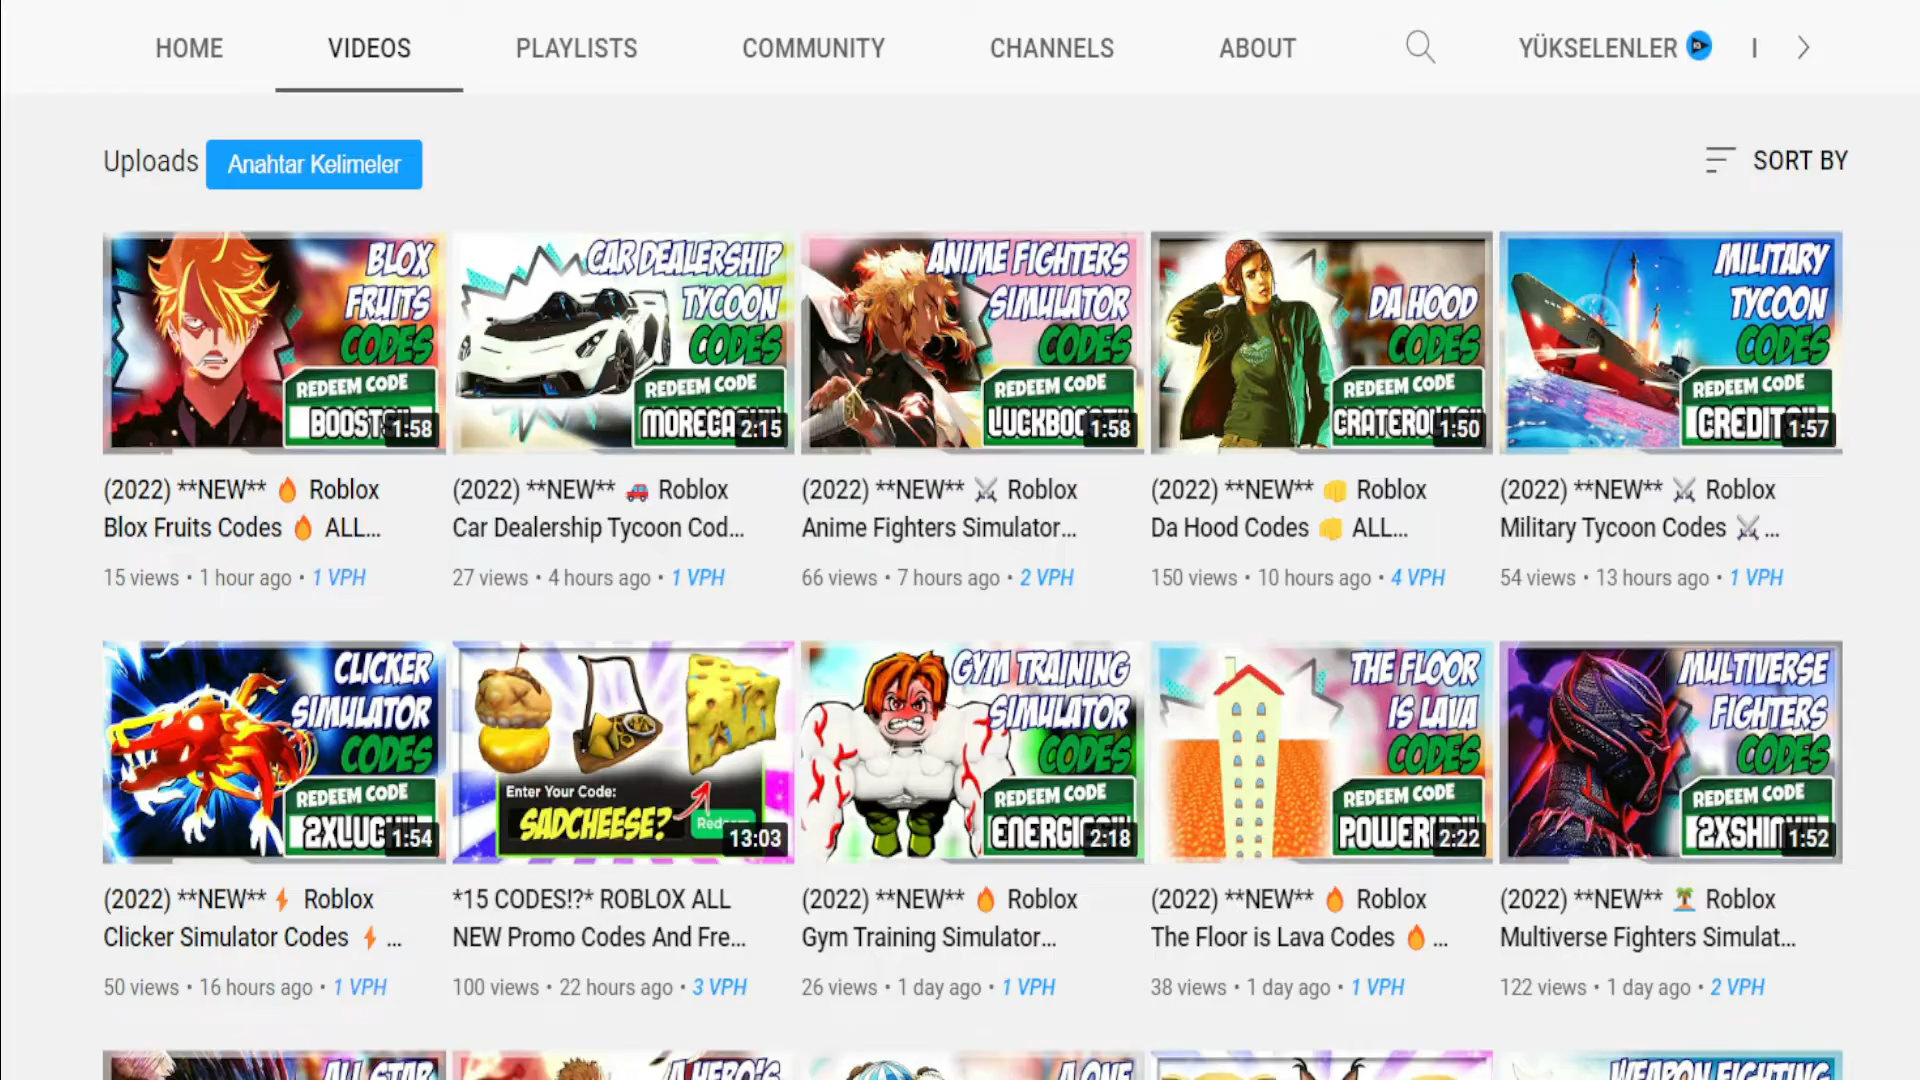 HOME VIDEOS PLAYLISTS COMMUNITY CHANNELS ABOUT YÜKSELENLER I
Uploads Anahtar Kelimeler SORT BY
BLOX
FRUITS
CODES
REDEEM CODE
1:58
CAR DEALERSHIP
TYCOON
CODES
REDEEM CODE
2:15
ANIME FIGHTERS
SIMULATOR
CODES
REDEEM CODE
1:58
DA HOOD
CODES
REDEEM CODE
1:50
MILITARY
TYCOON
CODES
REDEEM CODE
1:57
(2022) **NEW** 🔥 Roblox
Blox Fruits Codes 🔥 ALL...
15 views • 1 hour ago • 1 VPH
(2022) **NEW** 🚗 Roblox
Car Dealership Tycoon Cod...
27 views • 4 hours ago • 1 VPH
(2022) **NEW** ⚔️ Roblox
Anime Fighters Simulator...
66 views • 7 hours ago • 2 VPH
(2022) **NEW** 👊 Roblox
Da Hood Codes 👊 ALL...
150 views • 10 hours ago • 4 VPH
(2022) **NEW** ⚔️ Roblox
Military Tycoon Codes ⚔️ ...
54 views • 13 hours ago • 1 VPH
CLICKER
SIMULATOR
CODES
REDEEM CODE
1:54
Enter Your Code:
SADCHEESE?
13:03
GYM TRAINING
SIMULATOR
CODES
REDEEM CODE
2:18
THE FLOOR
IS LAVA
CODES
REDEEM CODE
2:22
MULTIVERSE
FIGHTERS
CODES
REDEEM CODE
1:52
(2022) **NEW** ⚡ Roblox
Clicker Simulator Codes ⚡ ...
50 views • 16 hours ago • 1 VPH
*15 CODES!?* ROBLOX ALL
NEW Promo Codes And Fre...
100 views • 22 hours ago • 3 VPH
(2022) **NEW** 🔥 Roblox
Gym Training Simulator...
26 views • 1 day ago • 1 VPH
(2022) **NEW** 🔥 Roblox
The Floor is Lava Codes 🔥 ...
38 views • 1 day ago • 1 VPH
(2022) **NEW** 🏝️ Roblox
Multiverse Fighters Simulat...
122 views • 1 day ago • 2 VPH
ALL STAR
A HERO'S
A ONE
WEAPON FIGHTING